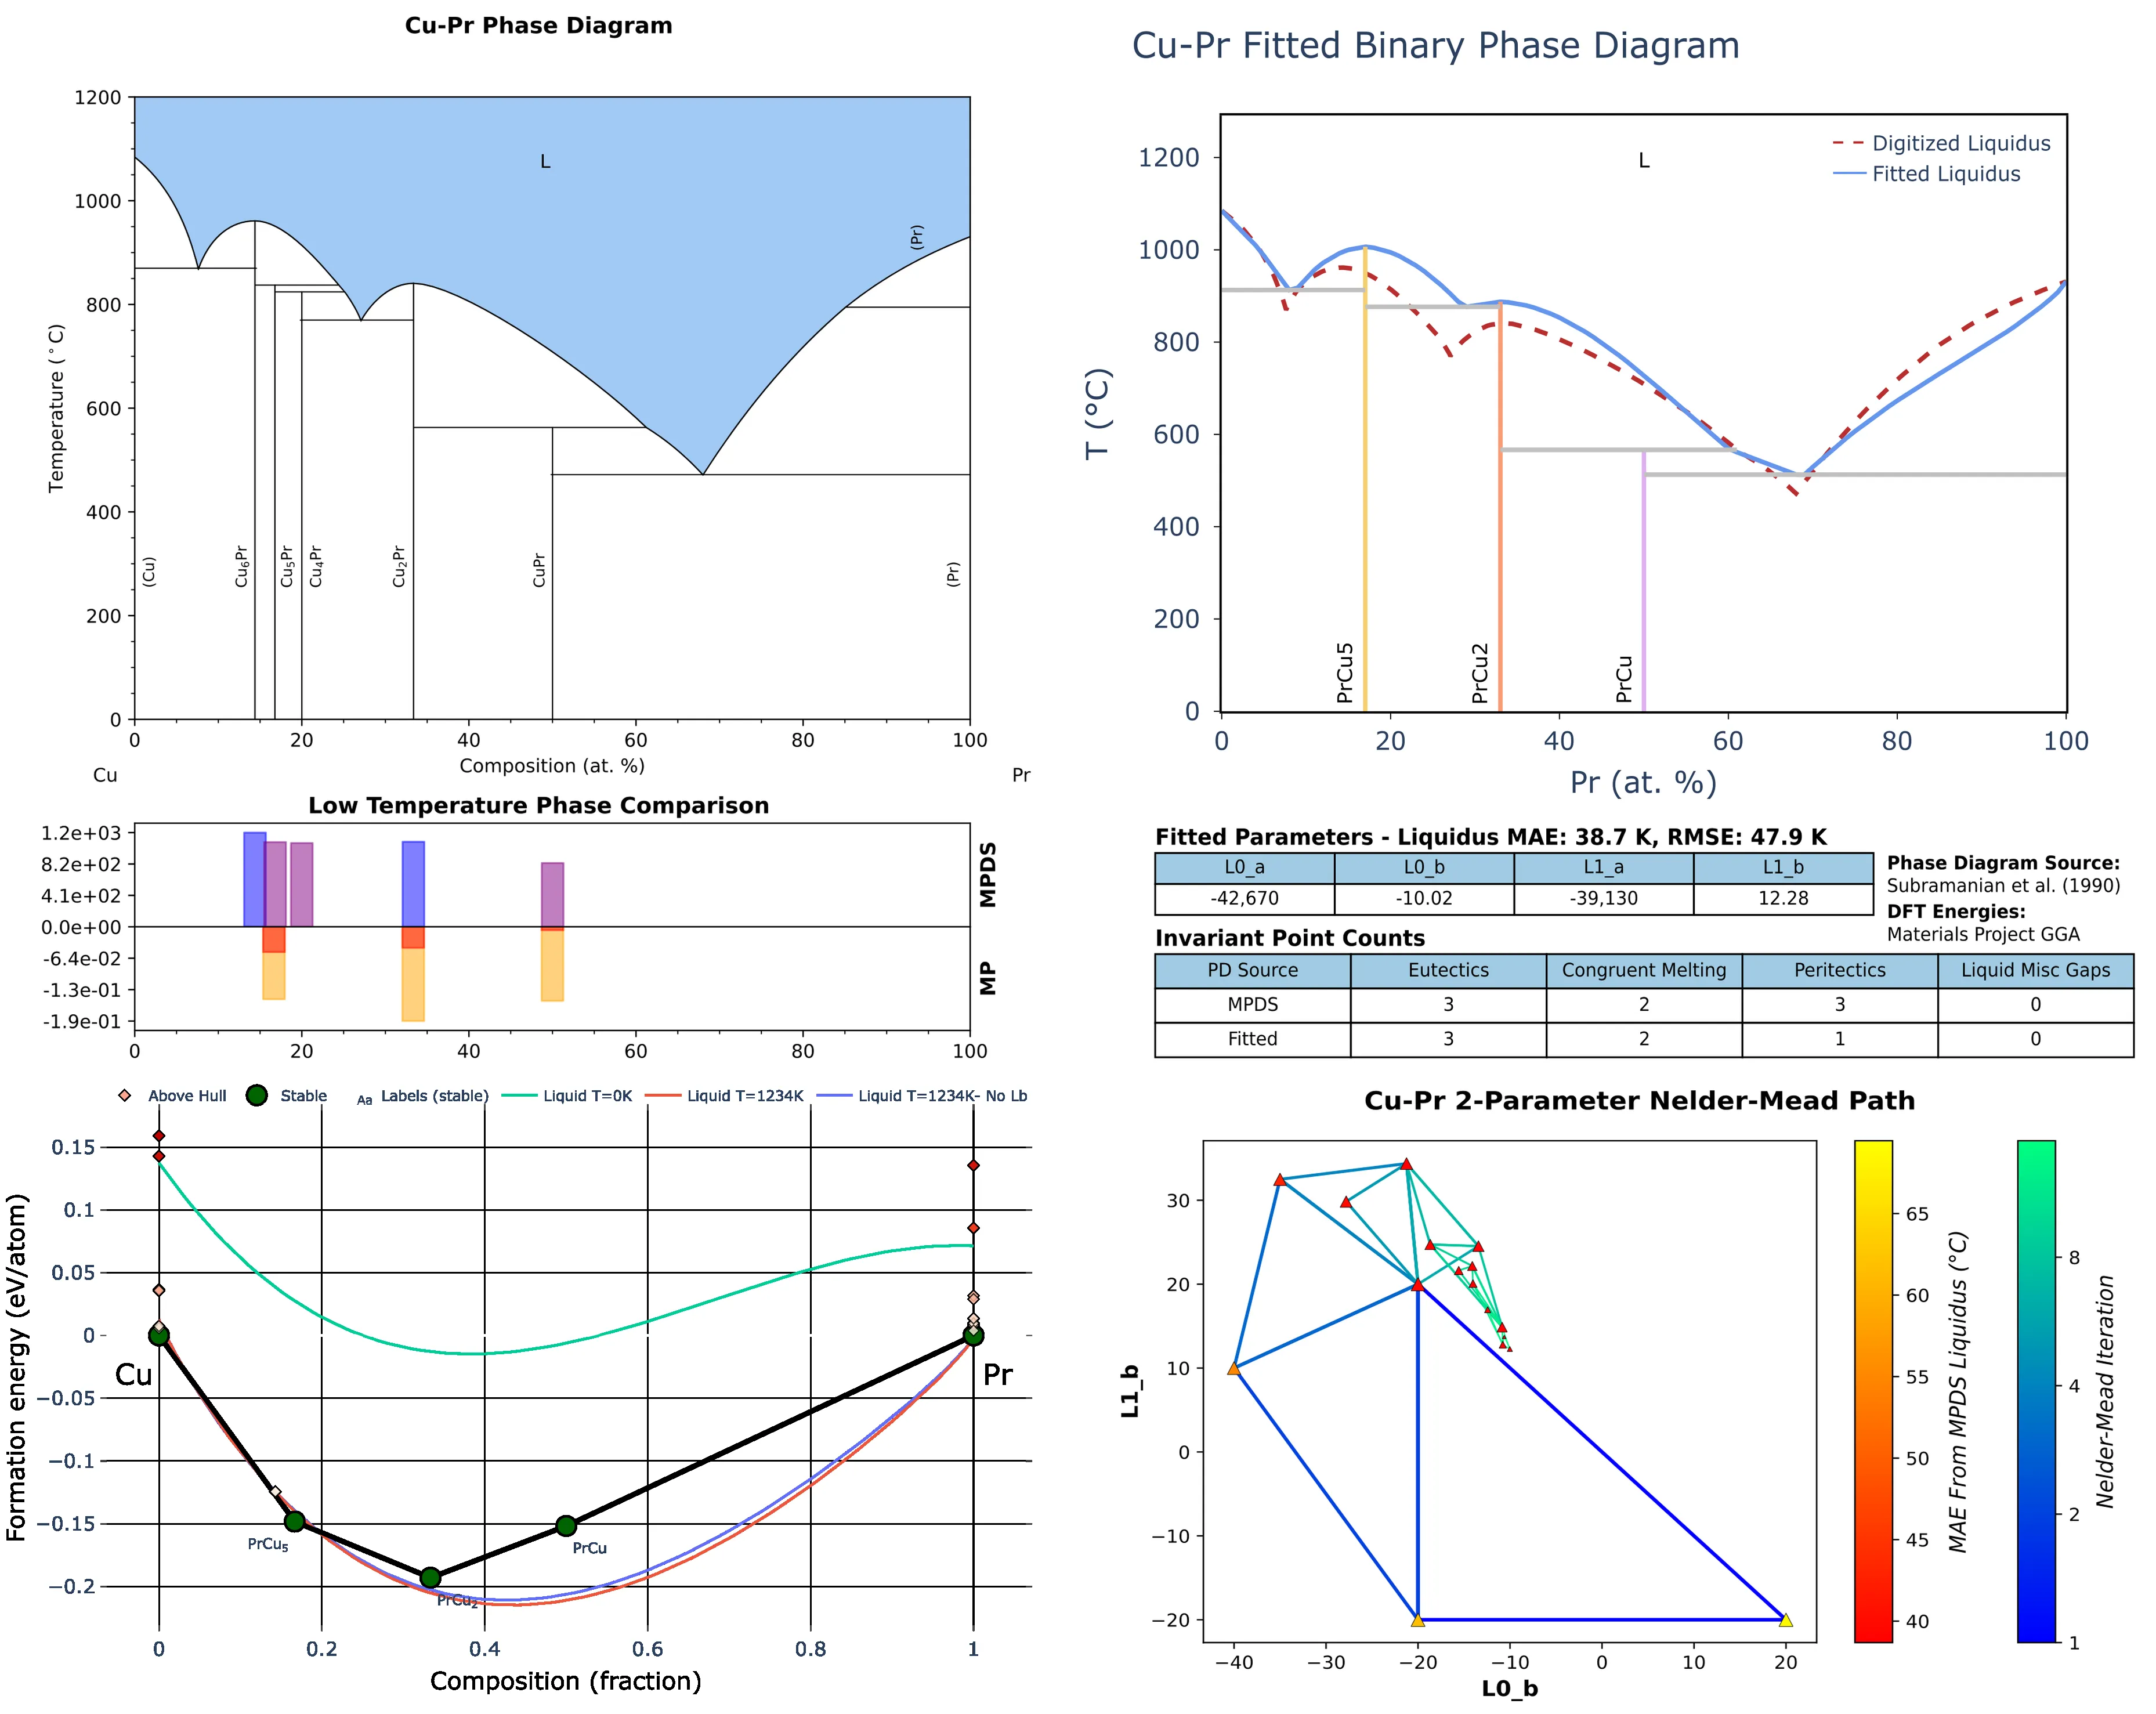 Cu-Pr Phase Diagram
1200
1000
800
600
400
200
0
Temperature (°C)
L
(Pr)
(Cu)
Cu6Pr
Cu5Pr
Cu4Pr
Cu2Pr
CuPr
(Pr)
0 20 40 60 80 100
Composition (at. %)
Cu Pr
Cu-Pr Fitted Binary Phase Diagram
1200
1000
800
600
400
200
0
T (°C)
L
Digitized Liquidus
Fitted Liquidus
PrCu5
PrCu2
PrCu
0 20 40 60 80 100
Pr (at. %)
Low Temperature Phase Comparison
1.2e+03
8.2e+02
4.1e+02
0.0e+00
-6.4e-02
-1.3e-01
-1.9e-01
MPDS
MP
0 20 40 60 80 100
Fitted Parameters - Liquidus MAE: 38.7 K, RMSE: 47.9 K
L0_a L0_b L1_a L1_b
-42,670 -10.02 -39,130 12.28
Phase Diagram Source:
Subramanian et al. (1990)
DFT Energies:
Materials Project GGA
Invariant Point Counts
PD Source Eutectics Congruent Melting Peritectics Liquid Misc Gaps
MPDS 3 2 3 0
Fitted 3 2 1 0
Above Hull Stable Aa Labels (stable) Liquid T=0K Liquid T=1234K Liquid T=1234K- No Lb
0.15
0.1
0.05
0
−0.05
−0.1
−0.15
−0.2
Formation energy (eV/atom)
Cu
Pr
PrCu5
PrCu2
PrCu
0 0.2 0.4 0.6 0.8 1
Composition (fraction)
Cu-Pr 2-Parameter Nelder-Mead Path
30
20
10
0
−10
−20
L1_b
−40 −30 −20 −10 0 10 20
L0_b
65
60
55
50
45
40
MAE From MPDS Liquidus (°C)
8
4
2
1
Nelder-Mead Iteration